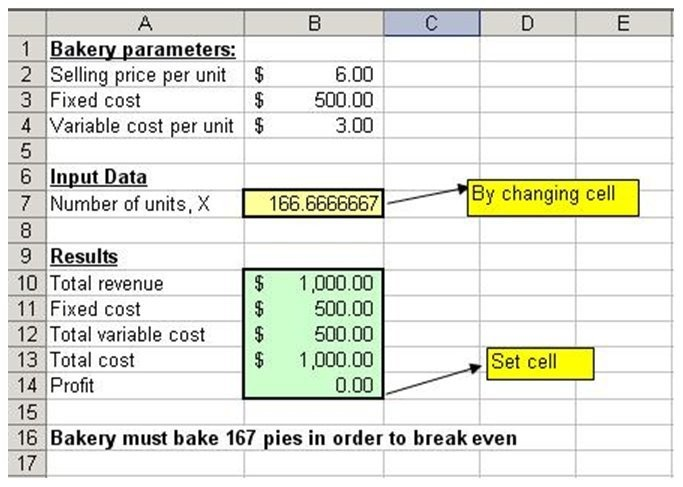 A B C D E
1 Bakery parameters:
2 Selling price per unit $ 6.00
3 Fixed cost $ 500.00
4 Variable cost per unit $ 3.00
5
6 Input Data
7 Number of units, X 166.6666667 By changing cell
8
9 Results
10 Total revenue $ 1,000.00
11 Fixed cost $ 500.00
12 Total variable cost $ 500.00
13 Total cost $ 1,000.00 Set cell
14 Profit 0.00
15
16 Bakery must bake 167 pies in order to break even
17